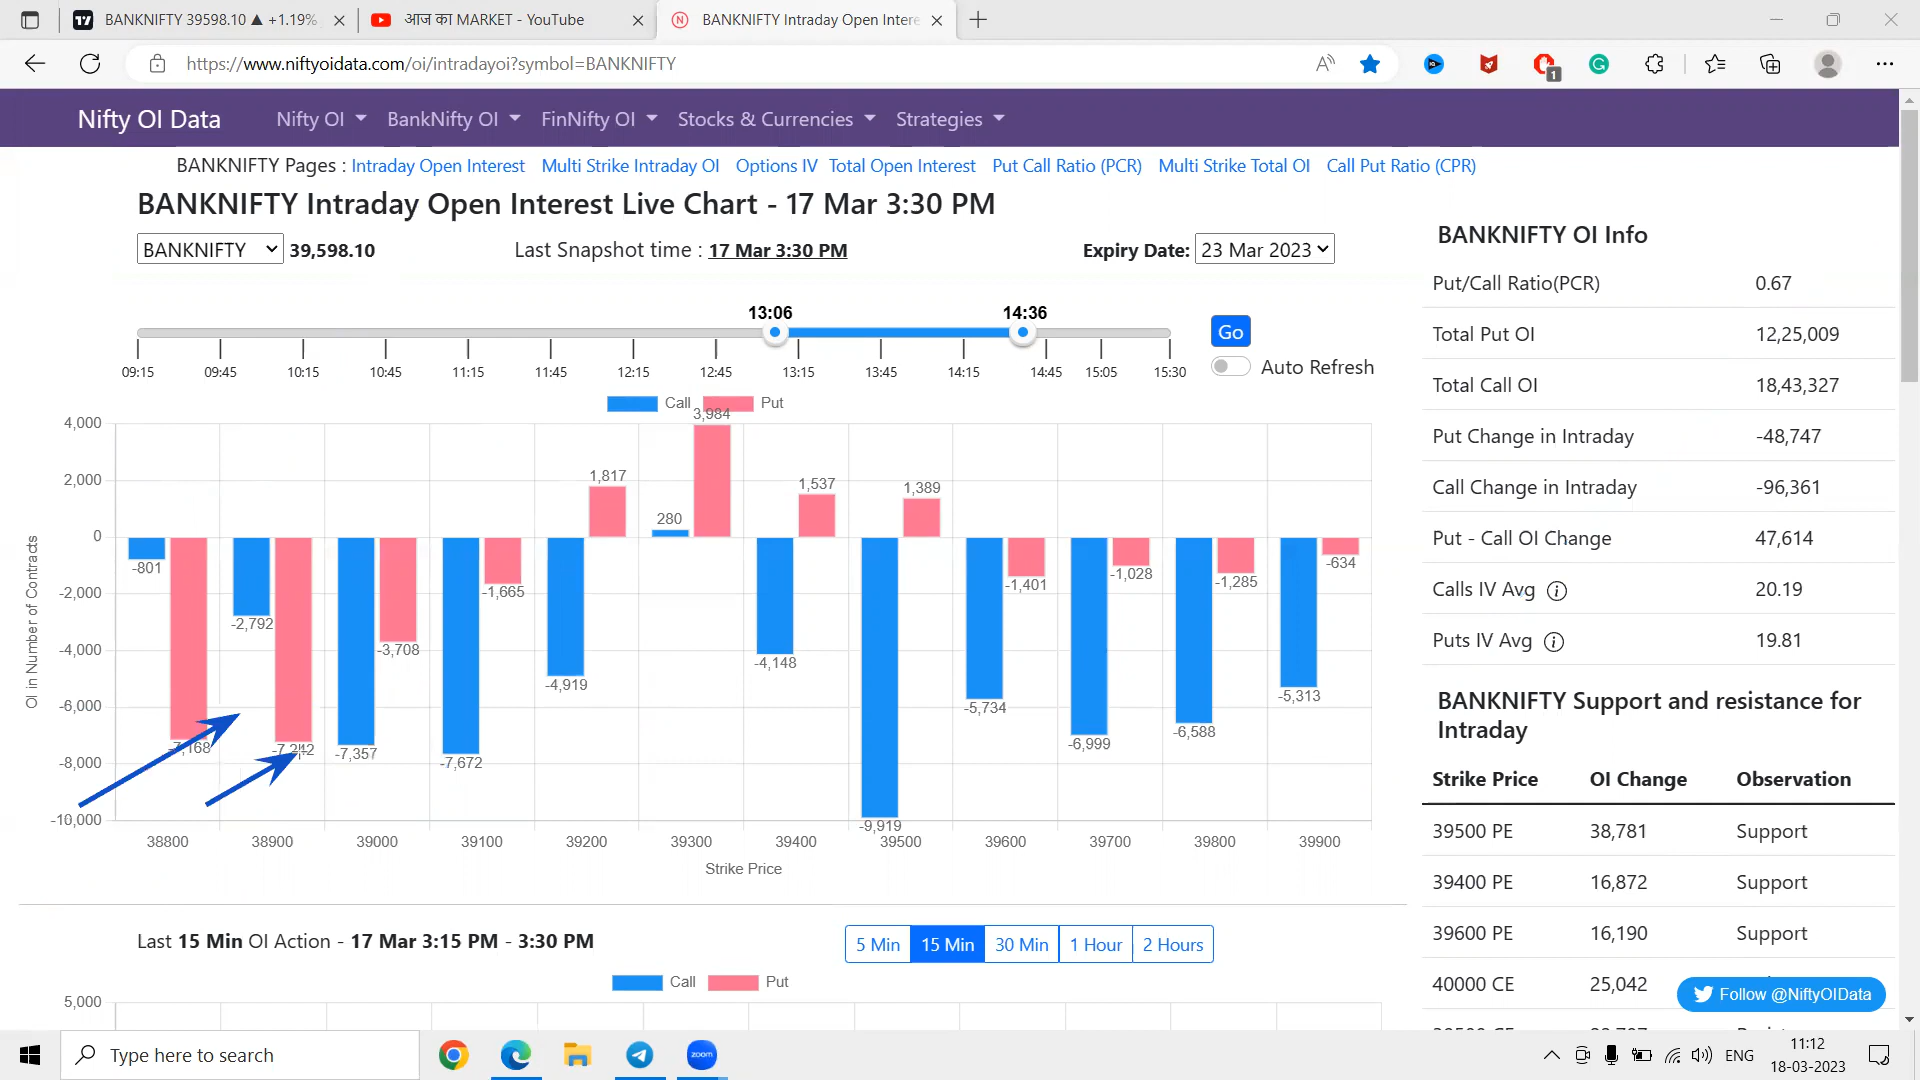 BANKNIFTY 39598.10 ▲ +1.19%
आज का MARKET - YouTube
BANKNIFTY Intraday Open Intere
https://www.niftyoidata.com/oi/intradayoi?symbol=BANKNIFTY
1
Nifty OI Data
Nifty OI
BankNifty OI
FinNifty OI
Stocks & Currencies
Strategies
BANKNIFTY Pages : Intraday Open Interest Multi Strike Intraday OI Options IV Total Open Interest Put Call Ratio (PCR) Multi Strike Total OI Call Put Ratio (CPR)
BANKNIFTY Intraday Open Interest Live Chart - 17 Mar 3:30 PM
BANKNIFTY 39,598.10
Last Snapshot time : 17 Mar 3:30 PM
Expiry Date: 23 Mar 2023
13:06 14:36
Go
09:15 09:45 10:15 10:45 11:15 11:45 12:15 12:45 13:15 13:45 14:15 14:45 15:05 15:30
Auto Refresh
Call Put
OI in Number of Contracts
4,000
2,000
0
-2,000
-4,000
-6,000
-8,000
-10,000
-801 -7,168
-2,792 -7,242
-7,357 -3,708
-7,672 -1,665
-4,919 1,817
280 3,984
-4,148 1,537
-9,919 1,389
-5,734 -1,401
-6,999 -1,028
-6,588 -1,285
-5,313 -634
38800 38900 39000 39100 39200 39300 39400 39500 39600 39700 39800 39900
Strike Price
Last 15 Min OI Action - 17 Mar 3:15 PM - 3:30 PM
5 Min 15 Min 30 Min 1 Hour 2 Hours
Call Put
5,000
BANKNIFTY OI Info
Put/Call Ratio(PCR) 0.67
Total Put OI 12,25,009
Total Call OI 18,43,327
Put Change in Intraday -48,747
Call Change in Intraday -96,361
Put - Call OI Change 47,614
Calls IV Avg 20.19
Puts IV Avg 19.81
BANKNIFTY Support and resistance for
Intraday
Strike Price OI Change Observation
39500 PE 38,781 Support
39400 PE 16,872 Support
39600 PE 16,190 Support
40000 CE 25,042
Follow @NiftyOIData
Type here to search
zoom
ENG
11:12
18-03-2023